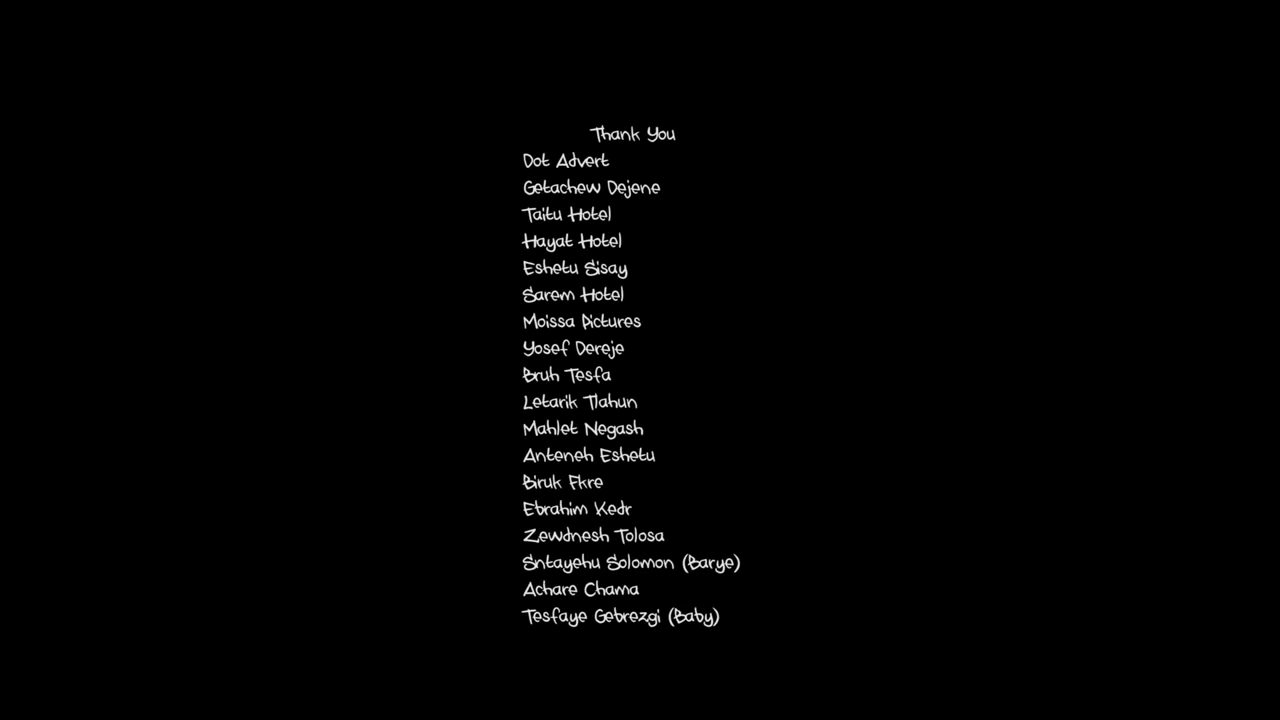 Thank You
Dot Advert
Getachew Dejene
Taitu Hotel
Hayat Hotel
Eshetu Sisay
Sarem Hotel
Moissa Pictures
Yosef Dereje
Bruh Tesfa
Letarik Tlahun
Mahlet Negash
Anteneh Eshetu
Biruk Fkre
Ebrahim Kedr
Zewdnesh Tolosa
Sntayehu Solomon (Barye)
Achare Chama
Tesfaye Gebrezgi (Baby)